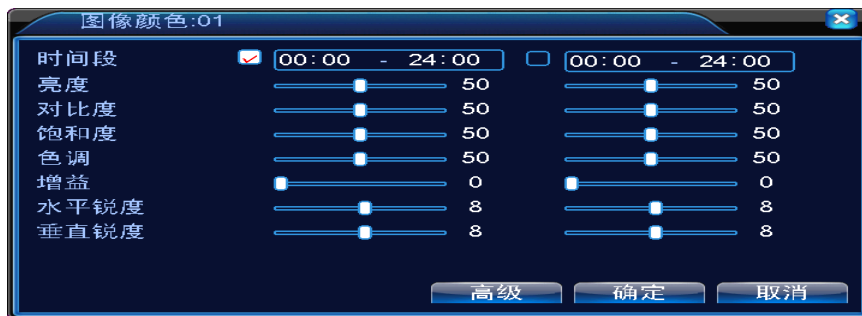 图像颜色:01
时间段 00:00 - 24:00 00:00 - 24:00
亮度 50 50
对比度 50 50
饱和度 50 50
色调 50 50
增益 0 0
水平锐度 8 8
垂直锐度 8 8
高级 确定 取消